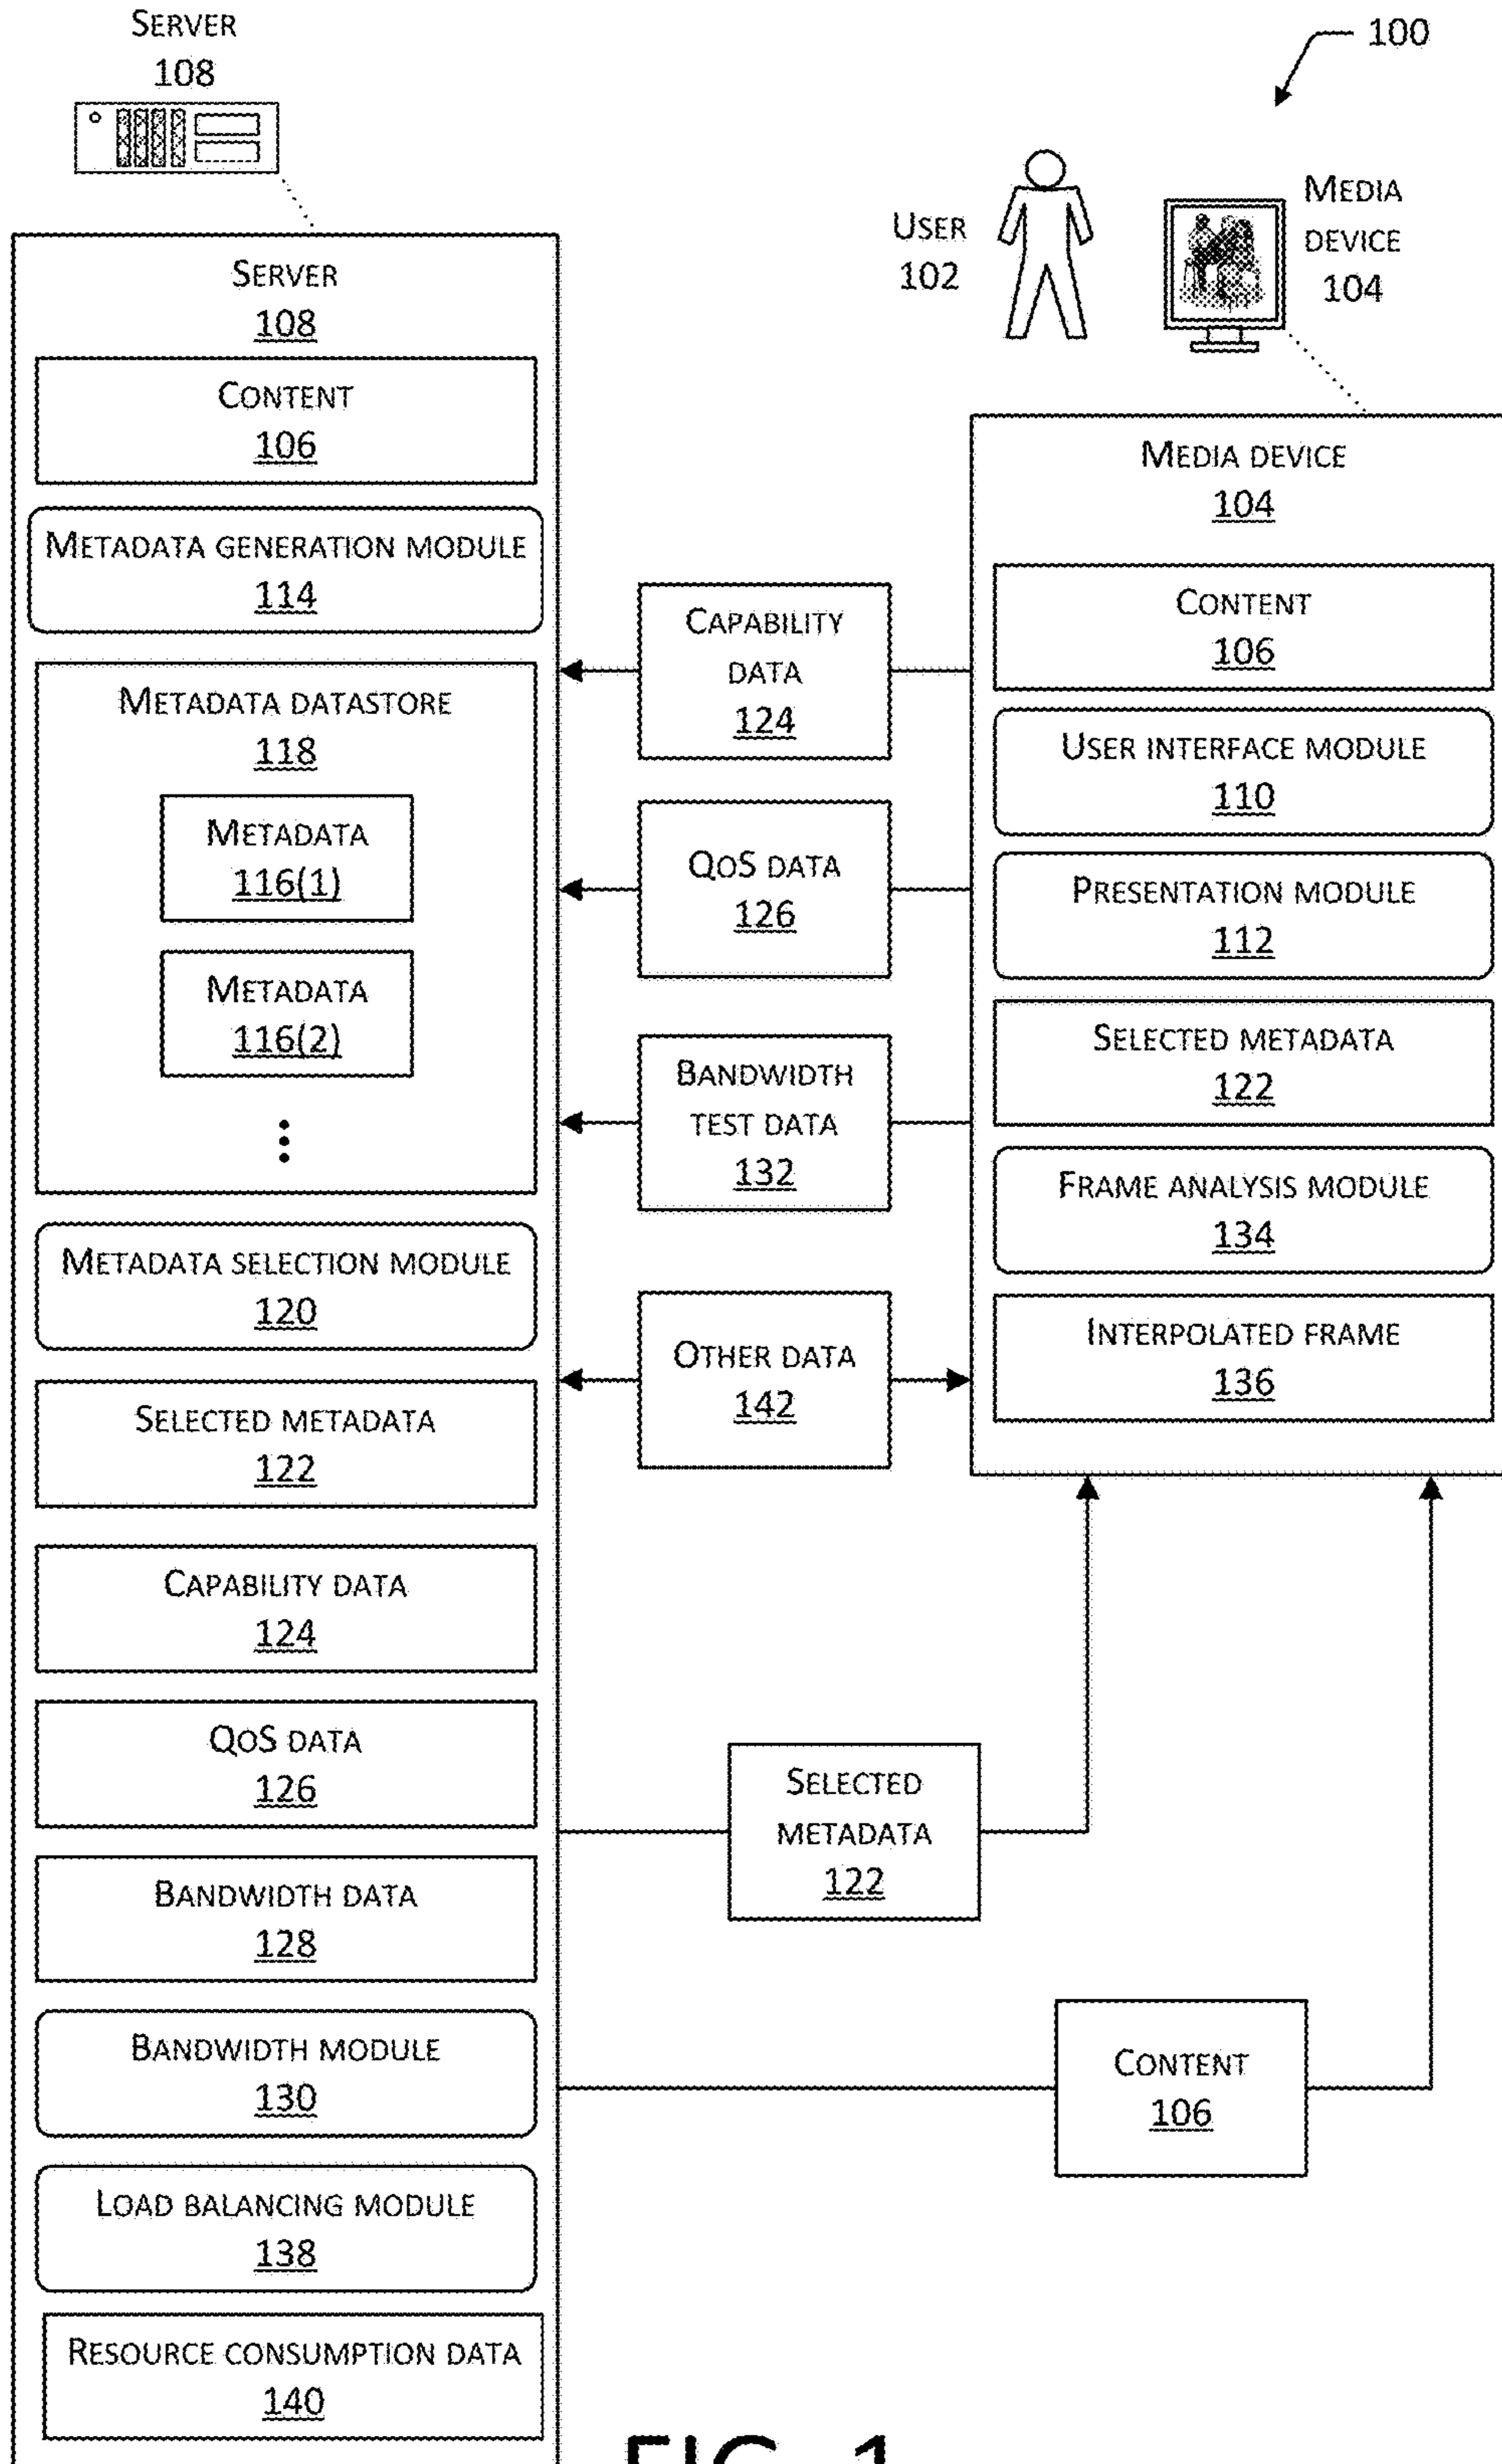 SERVER
108
100
USER
102
MEDIA
DEVICE
104
SERVER
108
CONTENT
106
METADATA GENERATION MODULE
114
METADATA DATASTORE
118
METADATA
116(1)
METADATA
116(2)
METADATA SELECTION MODULE
120
SELECTED METADATA
122
CAPABILITY DATA
124
QOS DATA
126
BANDWIDTH DATA
128
BANDWIDTH MODULE
130
LOAD BALANCING MODULE
138
RESOURCE CONSUMPTION DATA
140
CAPABILITY
DATA
124
QOS DATA
126
BANDWIDTH
TEST DATA
132
OTHER DATA
142
MEDIA DEVICE
104
CONTENT
106
USER INTERFACE MODULE
110
PRESENTATION MODULE
112
SELECTED METADATA
122
FRAME ANALYSIS MODULE
134
INTERPOLATED FRAME
136
SELECTED
METADATA
122
CONTENT
106
FIG. 1